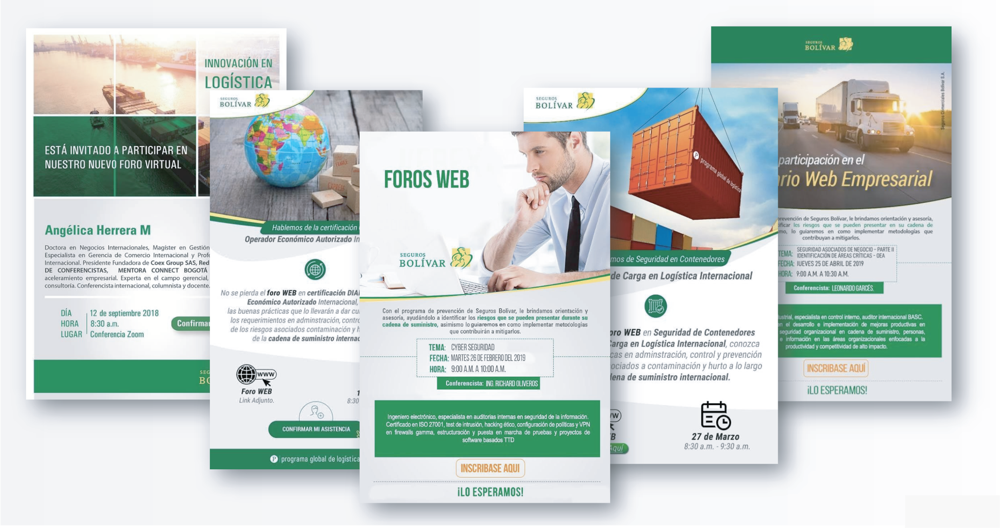 INNOVACIÓN EN
LOGÍSTICA
ESTÁ INVITADO A PARTICIPAR EN
NUESTRO NUEVO FORO VIRTUAL
Angélica Herrera M
Doctora en Negocios Internacionales, Magíster en Gestión
Especialista en Gerencia de Comercio Internacional y
Internacional. Presidente Fundadora de Coex Group SAS, Red
DE CONFERENCISTAS, MENTORA CONNECT BOGOTÁ
aceleramiento empresarial. Experta en el campo gerencial,
consultoría. Conferencista internacional, columnista y docente.
DÍA 12 de septiembre 2018
HORA 8:30 a.m.
LUGAR Conferencia Zoom
Confirmar
SEGUROS
BOLÍVAR
FRAGILE
EXPRESS
Hablemos de la certificación
Operador Económico Autorizado
No se pierda el foro WEB en certificación
Económico Autorizado Internacional,
las buenas prácticas que lo llevarán a dar
los requerimientos en adminstración,
de los riesgos asociados contaminación y
de la cadena de suministro
WWW
Foro WEB
Link Adjunto.
8:30
CONFIRMAR MI ASISTENCIA
P programa global de logística
FOROS WEB
SEGUROS
BOLÍVAR
Con el programa de prevención de Seguros Bolívar, le brindamos orientación y
asesoría, ayudándolo a identificar los riesgos que se pueden presentar durante su
cadena de suministro, asimismo lo guiaremos en como implementar metodologías
que contribuirán a mitigarlos.
TEMA: CYBER SEGURIDAD
FECHA: MARTES 26 DE FEBRERO DEL 2019
HORA: 9:00 A.M. A 10:00 A.M.
Conferencista: ING. RICHARD OLIVEROS
Ingeniero electrónico, especialista en auditorias internas en seguridad de la información.
Certificado en ISO 27001, test de intrusión, hacking ético, configuración de políticas y VPN
en firewalls gamma, estructuración y puesta en marcha de pruebas y proyectos de
software basados TTD
INSCRIBASE AQUI
¡LO ESPERAMOS!
SEGUROS
BOLÍVAR
P programa global de logística
mos de Seguridad en Contenedores
de Carga en Logística Internacional
oro WEB en Seguridad de Contenedores
Carga en Logística Internacional, conozca
cas en adminstración, control y prevención
ociados a contaminación y hurto a lo largo
dena de suministro internacional.
Aquí
27 de Marzo
8:30 a.m. - 9:30 a.m.
SEGUROS
BOLÍVAR
Seguros Comerciales Bolívar S.A.
participación en el
rio Web Empresarial
prevención de Seguros Bolívar, le brindamos orientación y asesoría,
ificar los riesgos que se pueden presentar en su cadena de
mo, lo guiaremos en como implementar metodologías que
contribuyan a mitigarlos.
TEMA: SEGURIDAD ASOCIADOS DE NEGOCIO - PARTE II
IDENTIFICACIÓN DE ÁREAS CRÍTICAS - OEA
FECHA: JUEVES 25 DE ABRIL DE 2019
HORA: 9:00 A.M. A 10:30 A.M.
Conferencista: LEONARDO GARCÉS.
ustrial, especialista en control interno, auditor internacional BASC.
en el desarrollo e implementación de mejoras productivas en
seguridad organizacional en cadena de suministro, personas,
e información en las áreas organizacionales enfocadas a la
productividad y competitividad de alto impacto.
INSCRIBASE AQUÍ
¡LO ESPERAMOS!